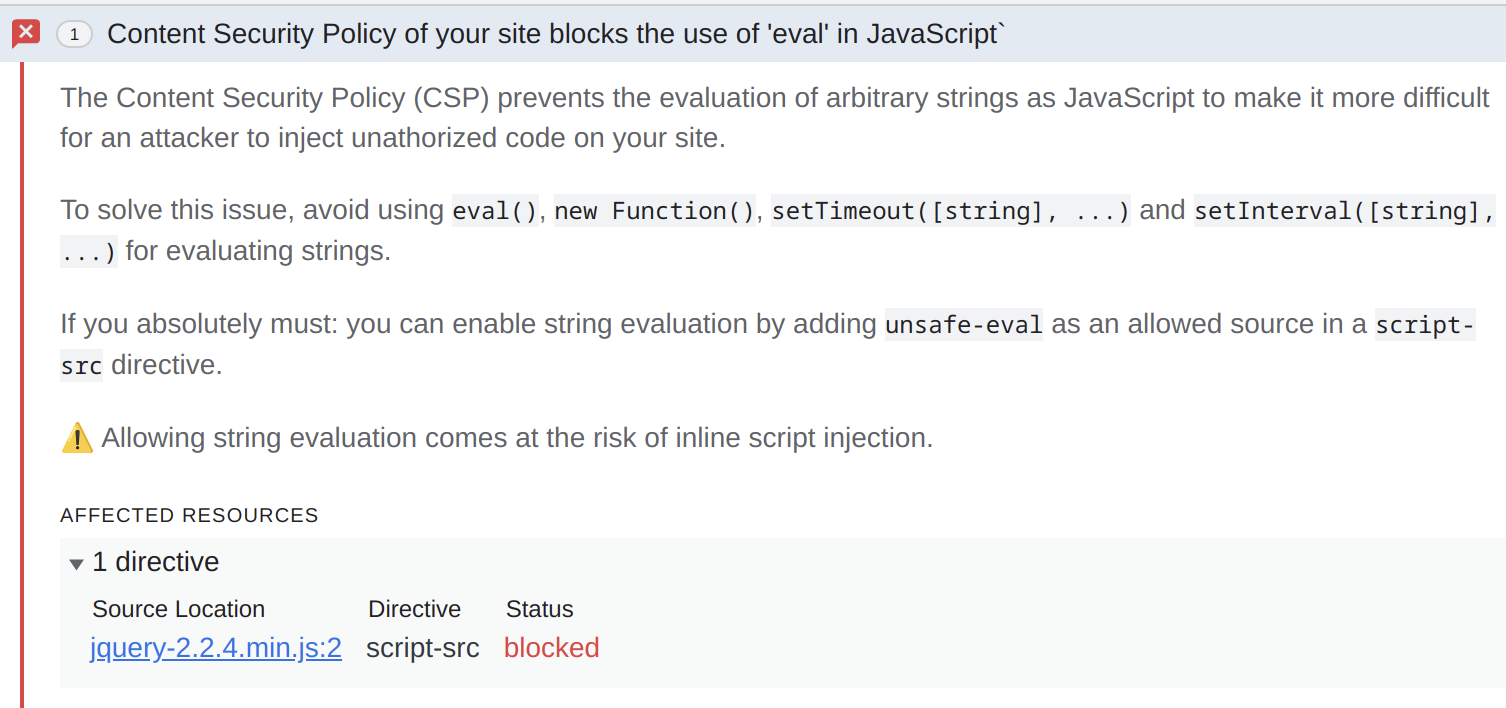 1 Content Security Policy of your site blocks the use of 'eval' in JavaScript`
The Content Security Policy (CSP) prevents the evaluation of arbitrary strings as JavaScript to make it more difficult
for an attacker to inject unathorized code on your site.
To solve this issue, avoid using eval(), new Function(), setTimeout([string], ...) and setInterval([string],
...) for evaluating strings.
If you absolutely must: you can enable string evaluation by adding unsafe-eval as an allowed source in a script-
src directive.
⚠️ Allowing string evaluation comes at the risk of inline script injection.
AFFECTED RESOURCES
▼ 1 directive
Source Location Directive Status
jquery-2.2.4.min.js:2 script-src blocked